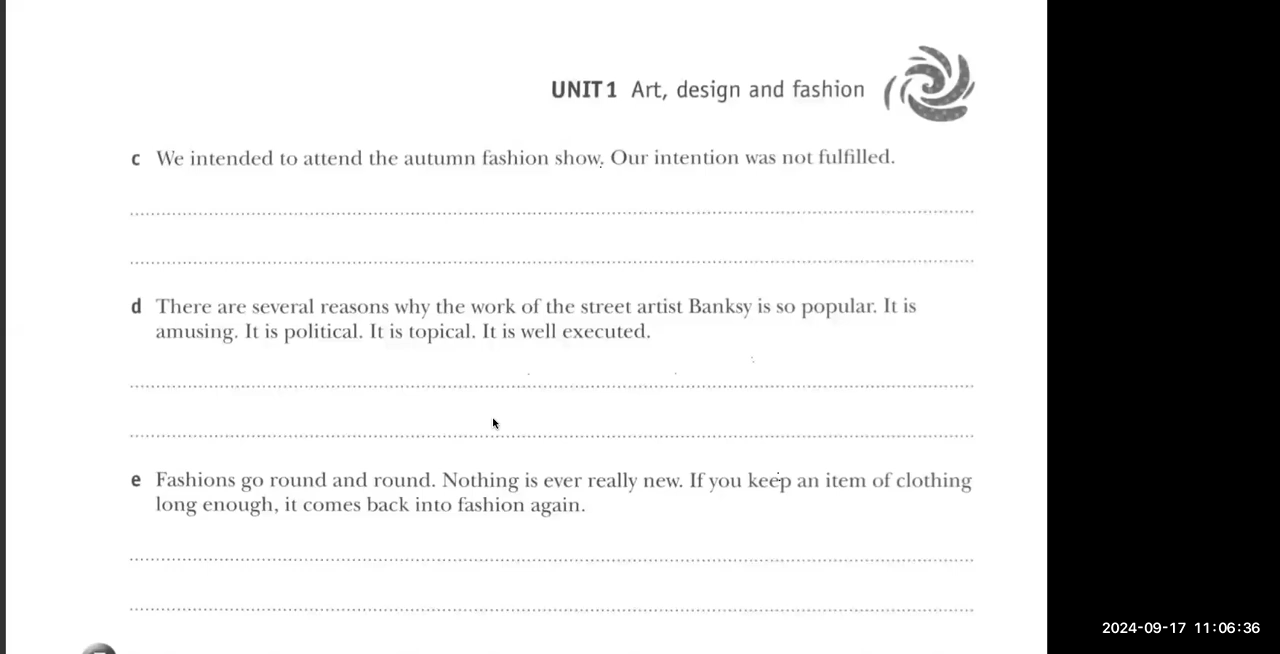 UNIT 1 Art, design and fashion
c We intended to attend the autumn fashion show. Our intention was not fulfilled.
d There are several reasons why the work of the street artist Banksy is so popular. It is
amusing. It is political. It is topical. It is well executed.
e Fashions go round and round. Nothing is ever really new. If you keep an item of clothing
long enough, it comes back into fashion again.
2024-09-17 11:06:36